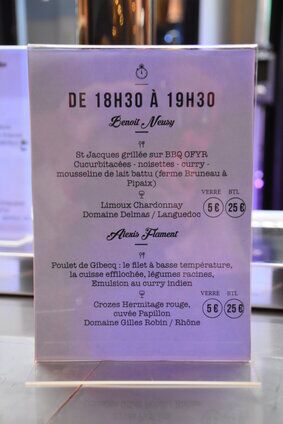 DE 18H30 À 19H30
Benoit Neusy
St Jacques grillée sur BBQ OFYR
Cucurbitacées - noisettes - curry -
mousseline de lait battu (ferme Bruneau à
Pipaix)
VERRE BTL
Limoux Chardonnay
Domaine Delmas / Languedoc
5 € 25 €
Alexis Flament
Poulet de Gibecq : le filet à basse température,
la cuisse effilochée, légumes racines,
Emulsion au curry indien
VERRE BTL
Crozes Hermitage rouge,
cuvée Papillon
Domaine Gilles Robin / Rhône
5 € 25 €